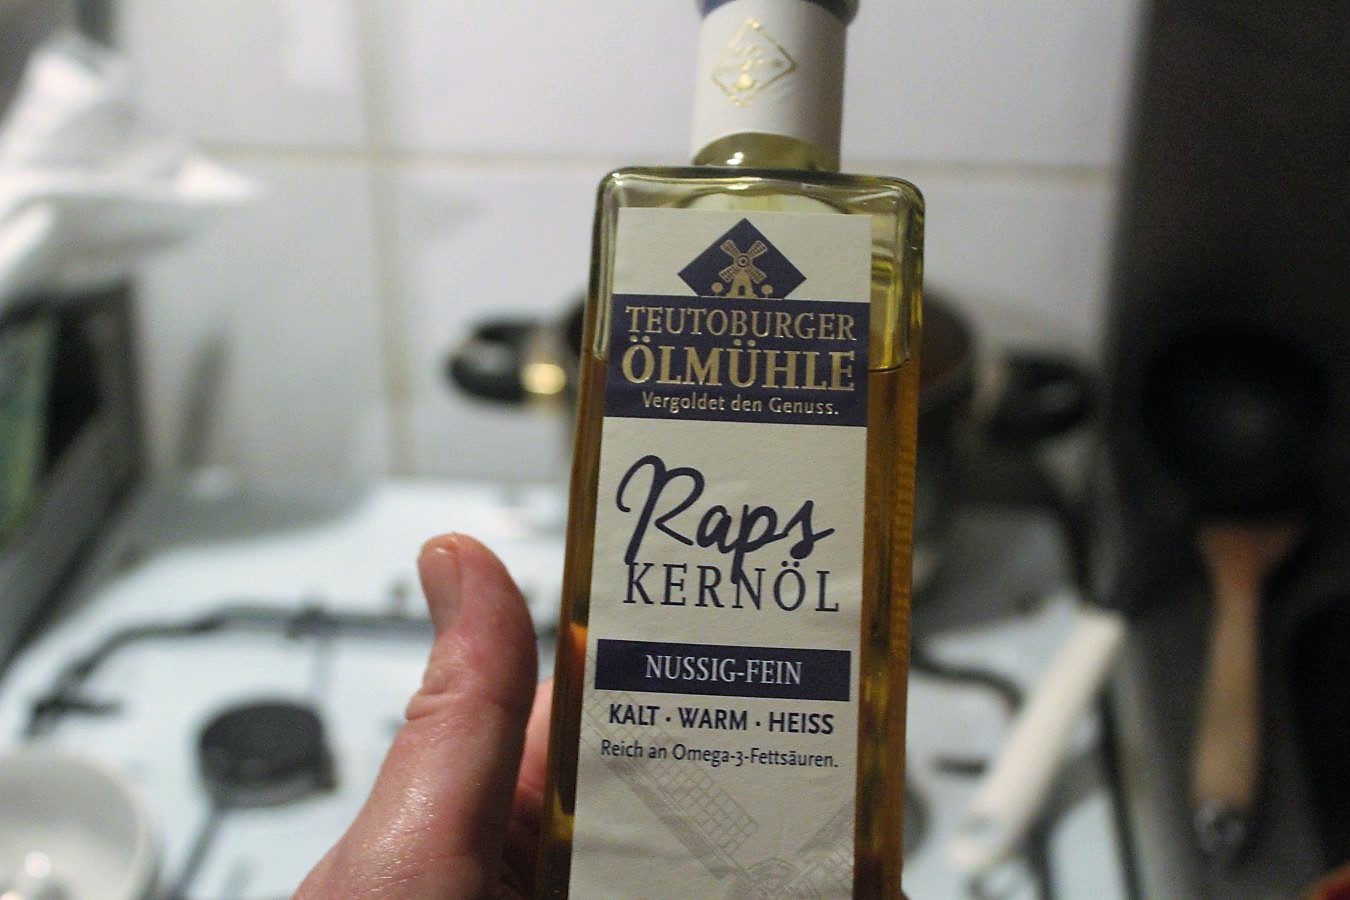 TEUTOBURGER
ÖLMÜHLE
Vergoldet den Genuss.
Raps
KERNÖL
NUSSIG-FEIN
KALT · WARM · HEISS
Reich an Omega-3-Fettsäuren.